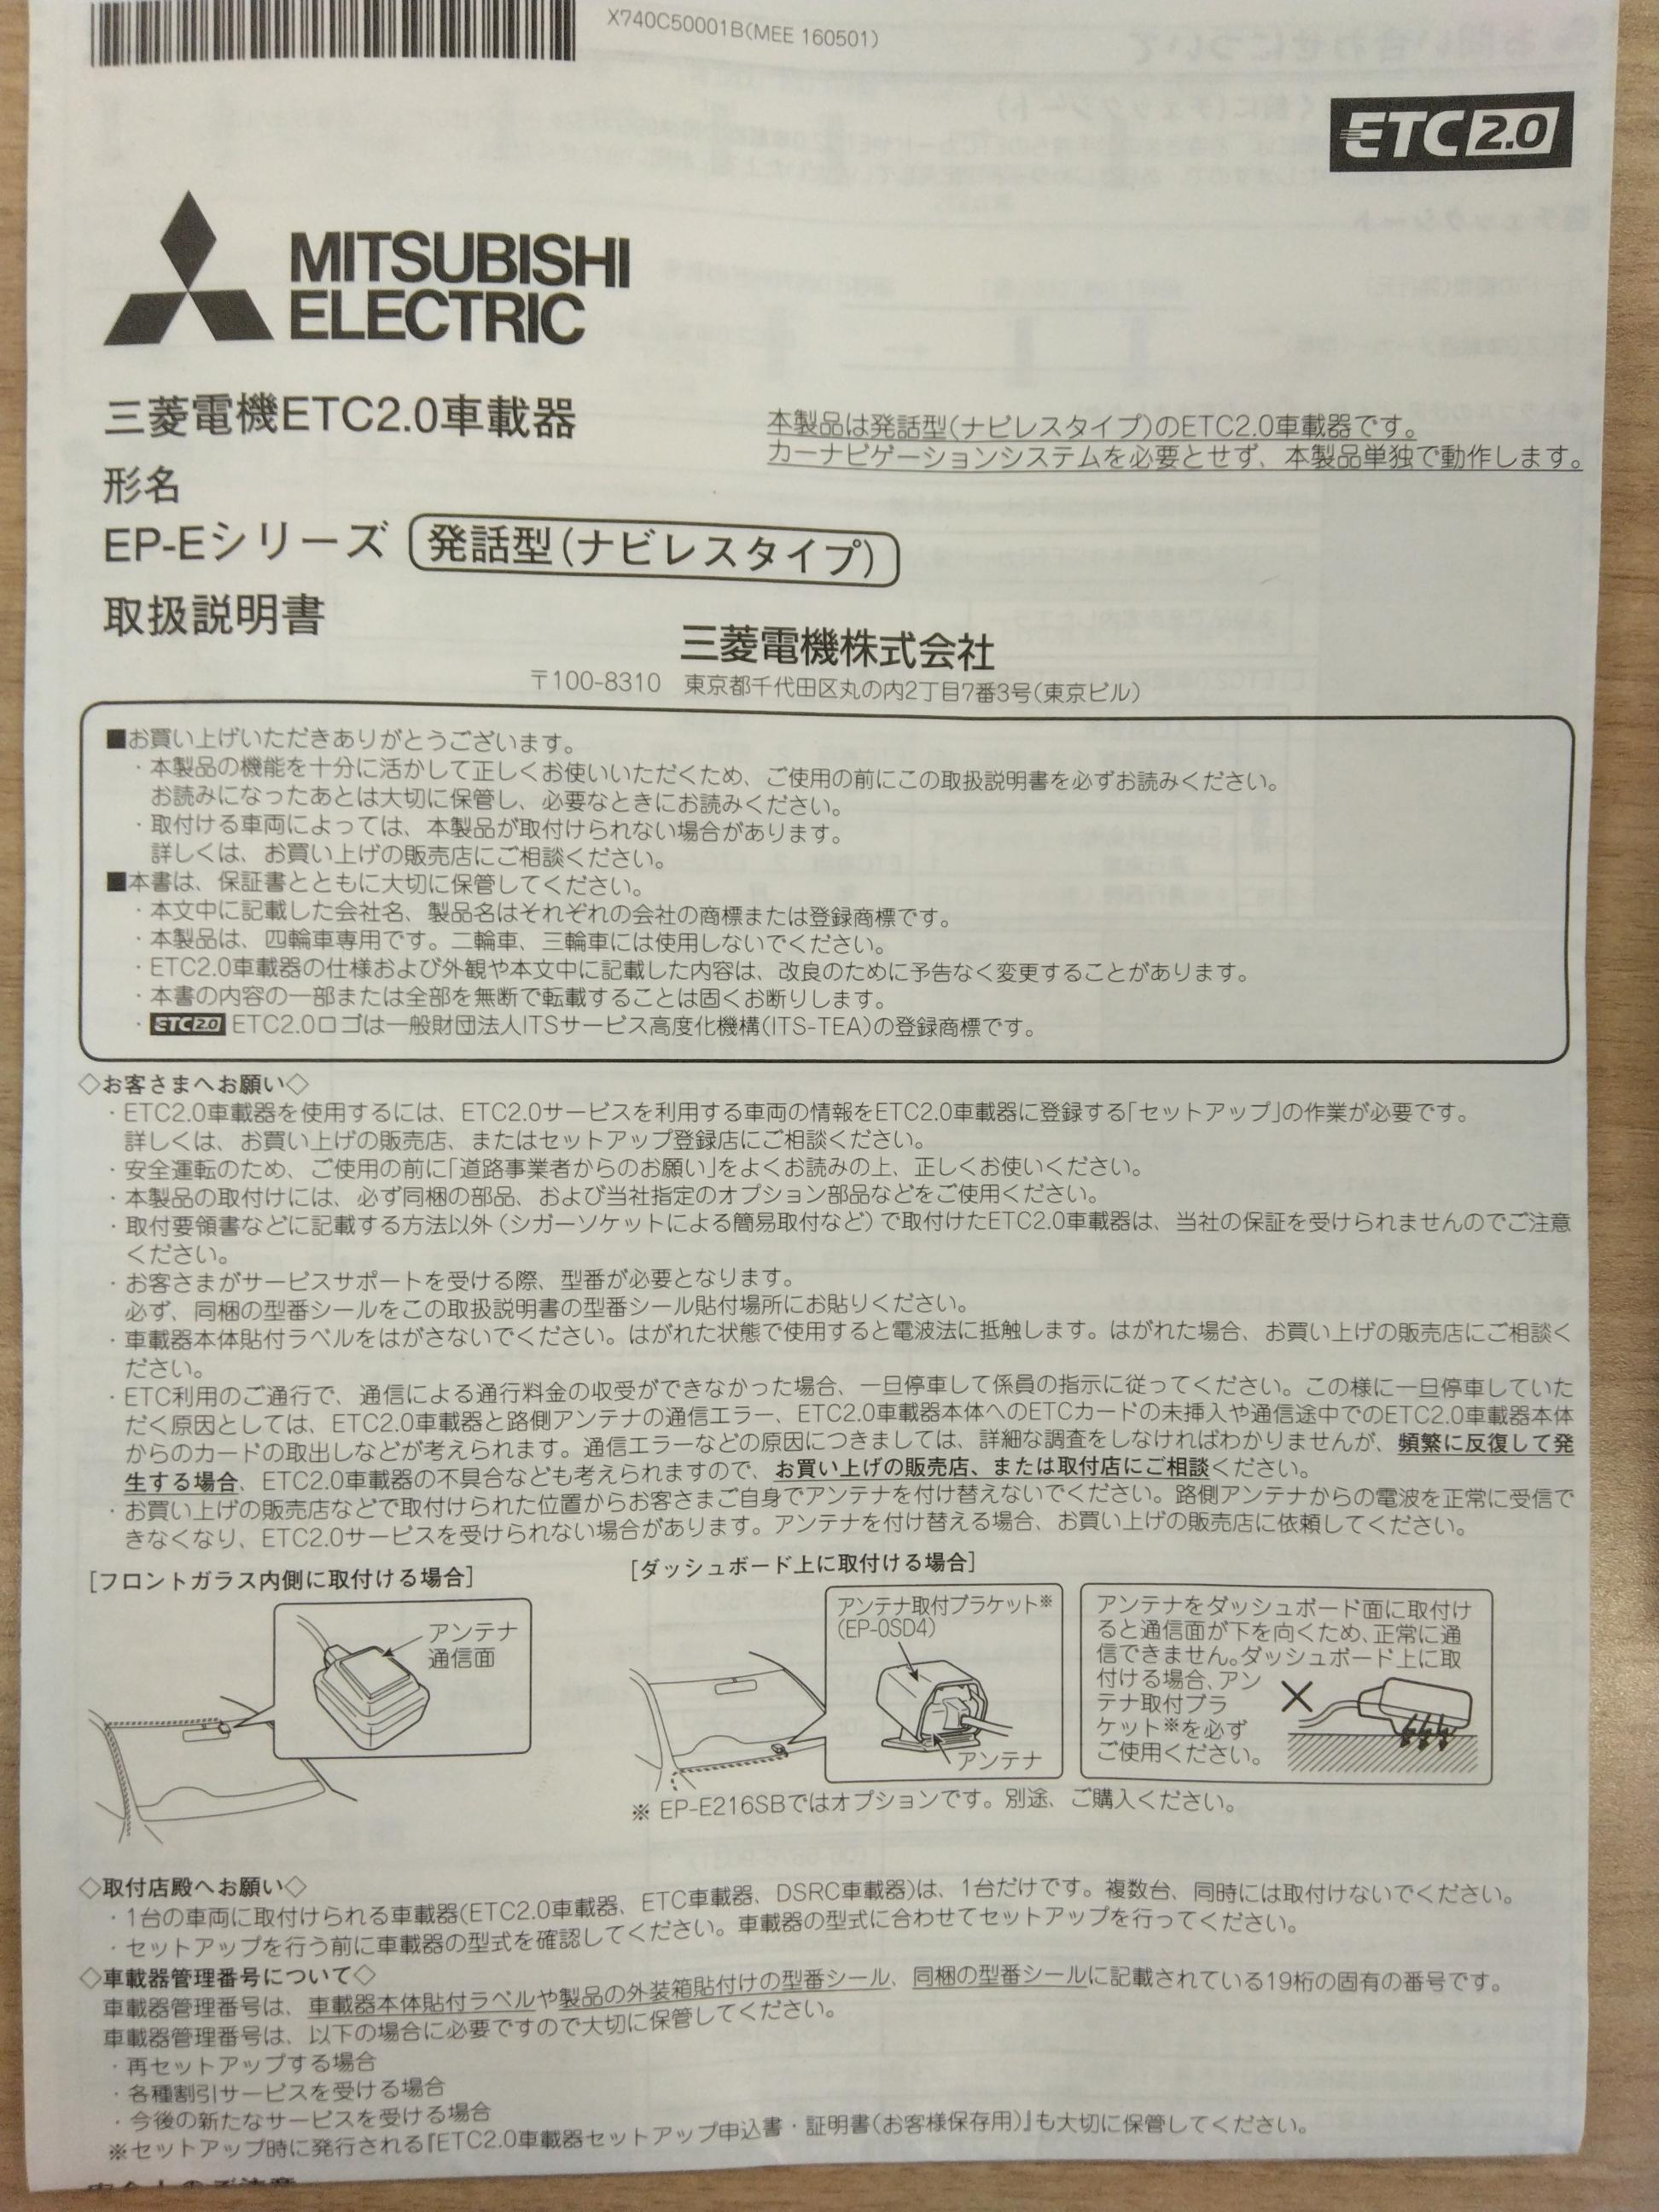 X740C50001B(MEE 160501)
ETC 2.0
MITSUBISHI
ELECTRIC
三菱電機ETC2.0車載器
本製品は発話型(ナビレスタイプ)のETC2.0車載器です。
カーナビゲーションシステムを必要とせず、本製品単独で動作します。
形名
EP-Eシリーズ 発話型(ナビレスタイプ)
取扱説明書
三菱電機株式会社
〒100-8310 東京都千代田区丸の内2丁目7番3号(東京ビル)
■お買い上げいただきありがとうございます。
・本製品の機能を十分に活かして正しくお使いいただくため、ご使用の前にこの取扱説明書を必ずお読みください。
お読みになったあとは大切に保管し、必要なときにお読みください。
・取付ける車両によっては、本製品が取付けられない場合があります。
詳しくは、お買い上げの販売店にご相談ください。
■本書は、保証書とともに大切に保管してください。
・本文中に記載した会社名、製品名はそれぞれの会社の商標または登録商標です。
・本製品は、四輪車専用です。二輪車、三輪車には使用しないでください。
・ETC2.0車載器の仕様および外観や本文中に記載した内容は、改良のために予告なく変更することがあります。
・本書の内容の一部または全部を無断で転載することは固くお断りします。
・ETC2.0 ETC2.0ロゴは一般財団法人ITSサービス高度化機構(ITS-TEA)の登録商標です。
◇お客さまへお願い◇
・ETC2.0車載器を使用するには、ETC2.0サービスを利用する車両の情報をETC2.0車載器に登録する「セットアップ」の作業が必要です。
詳しくは、お買い上げの販売店、またはセットアップ登録店にご相談ください。
・安全運転のため、ご使用の前に「道路事業者からのお願い」をよくお読みの上、正しくお使いください。
・本製品の取付けには、必ず同梱の部品、および当社指定のオプション部品などをご使用ください。
・取付要領書などに記載する方法以外(シガーソケットによる簡易取付など)で取付けたETC2.0車載器は、当社の保証を受けられませんのでご注意
ください。
・お客さまがサービスサポートを受ける際、型番が必要となります。
必ず、同梱の型番シールをこの取扱説明書の型番シール貼付場所にお貼りください。
・車載器本体貼付ラベルをはがさないでください。はがれた状態で使用すると電波法に抵触します。はがれた場合、お買い上げの販売店にご相談く
ださい。
・ETC利用のご通行で、通信による通行料金の収受ができなかった場合、一旦停車して係員の指示に従ってください。この様に一旦停車していた
だく原因としては、ETC2.0車載器と路側アンテナの通信エラー、ETC2.0車載器本体へのETCカードの未挿入や通信途中でのETC2.0車載器本体
からのカードの取出しなどが考えられます。通信エラーなどの原因につきましては、詳細な調査をしなければわかりませんが、頻繁に反復して発
生する場合、ETC2.0車載器の不具合なども考えられますので、お買い上げの販売店、または取付店にご相談ください。
・お買い上げの販売店などで取付けられた位置からお客さまご自身でアンテナを付け替えないでください。路側アンテナからの電波を正常に受信で
きなくなり、ETC2.0サービスを受けられない場合があります。アンテナを付け替える場合、お買い上げの販売店に依頼してください。
[フロントガラス内側に取付ける場合]
アンテナ
通信面
[ダッシュボード上に取付ける場合]
アンテナ取付ブラケット※
(EP-0SD4)
アンテナ
アンテナをダッシュボード面に取付け
ると通信面が下を向くため、正常に通
信できません。ダッシュボード上に取
付ける場合、アン
テナ取付ブラ
ケット※を必ず
ご使用ください。
※ EP-E216SBではオプションです。別途、ご購入ください。
◇取付店殿へお願い◇
・1台の車両に取付けられる車載器(ETC2.0車載器、ETC車載器、DSRC車載器)は、1台だけです。複数台、同時には取付けないでください。
・セットアップを行う前に車載器の型式を確認してください。車載器の型式に合わせてセットアップを行ってください。
◇車載器管理番号について◇
車載器管理番号は、車載器本体貼付ラベルや製品の外装箱貼付けの型番シール、同梱の型番シールに記載されている19桁の固有の番号です。
車載器管理番号は、以下の場合に必要ですので大切に保管してください。
・再セットアップする場合
・各種割引サービスを受ける場合
・今後の新たなサービスを受ける場合
※セットアップ時に発行される『ETC2.0車載器セットアップ申込書・証明書(お客様保存用)』も大切に保管してください。